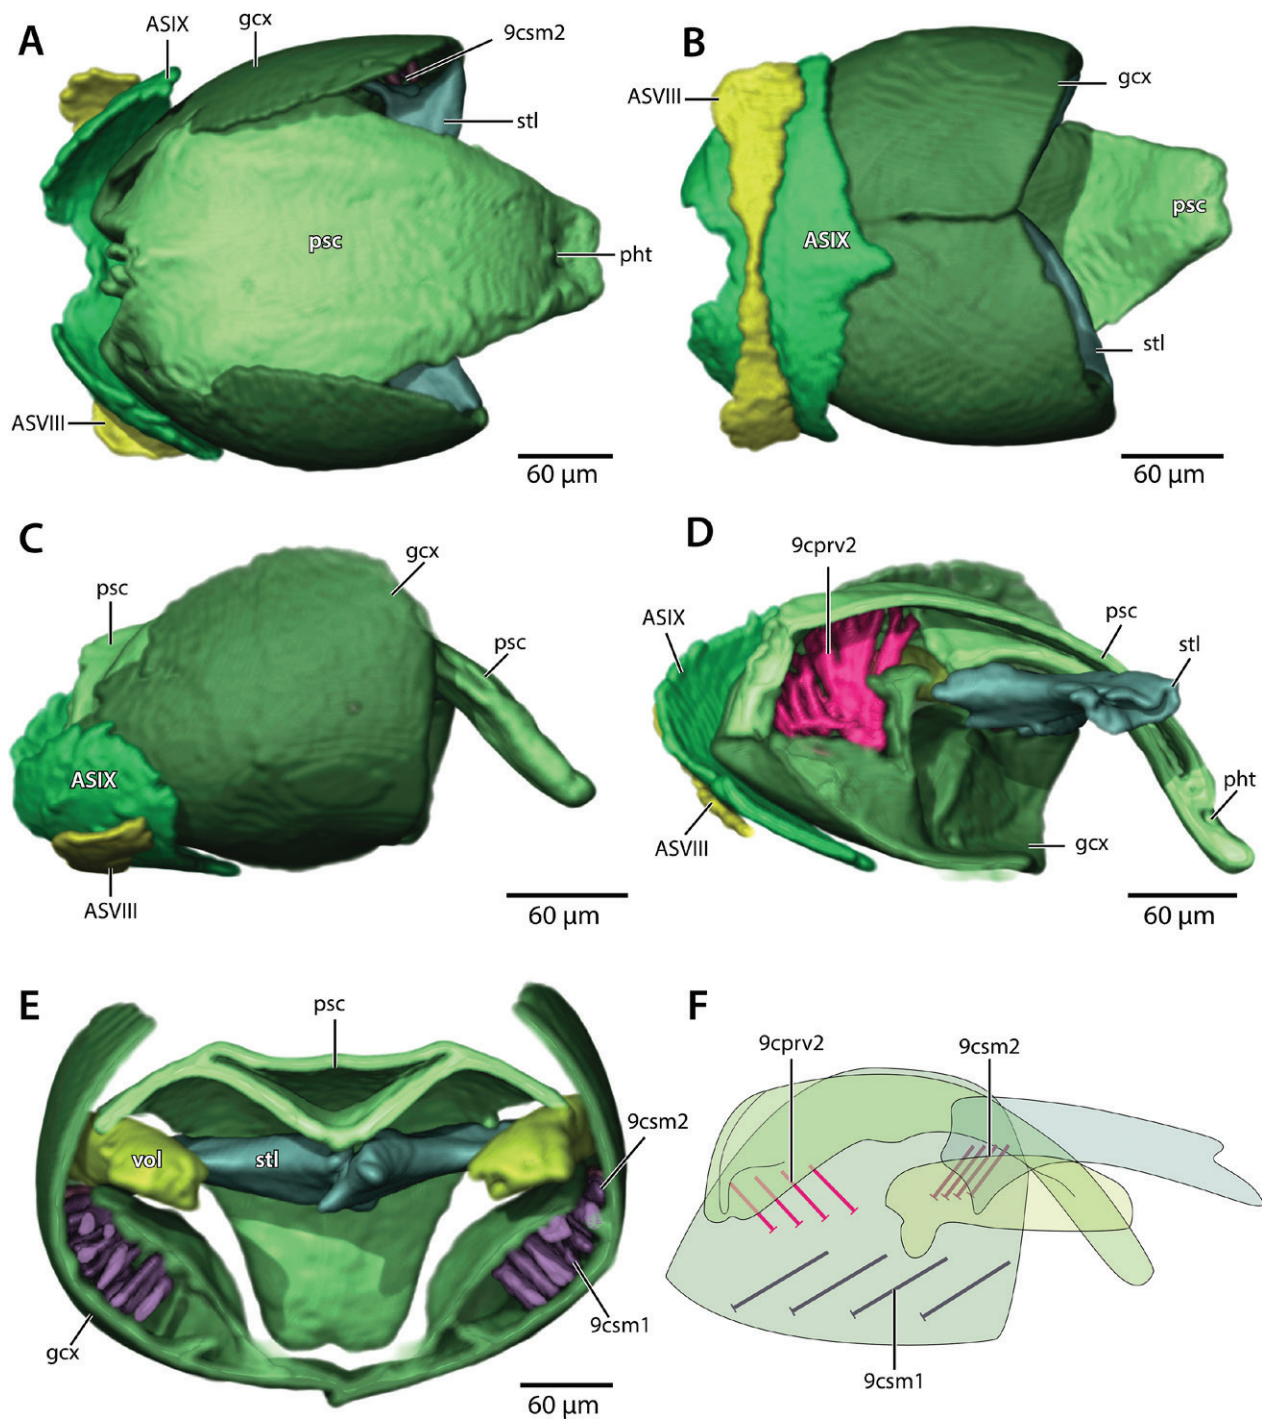 A
ASIX
gcx
9csm2
stl
psc
pht
ASVIII
60 µm
B
ASVIII
gcx
ASIX
psc
stl
60 µm
C
gcx
psc
psc
ASIX
ASVIII
60 µm
D
9cprv2
ASIX
psc
stl
pht
ASVIII
gcx
60 µm
E
psc
9csm2
vol
stl
9csm1
gcx
60 µm
F
9cprv2
9csm2
9csm1